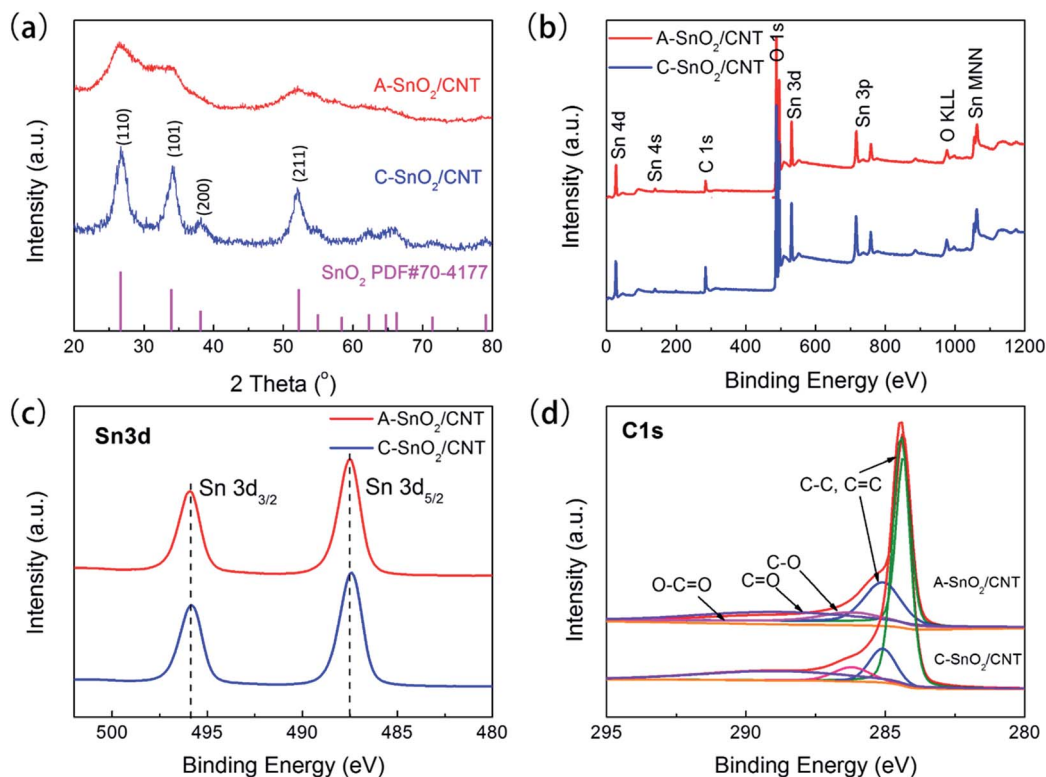 (a)
A-SnO₂/CNT
(110)
(101)
(200)
(211)
C-SnO₂/CNT
SnO₂ PDF#70-4177
20 30 40 50 60 70 80
2 Theta (°)
Intensity (a.u.)
(b)
A-SnO₂/CNT
C-SnO₂/CNT
Sn 4d
Sn 4s
C 1s
O 1s
Sn 3d
Sn 3p
O KLL
Sn MNN
0 200 400 600 800 1000 1200
Binding Energy (eV)
Intensity (a.u.)
(c)
Sn3d
A-SnO₂/CNT
C-SnO₂/CNT
Sn 3d₃/₂
Sn 3d₅/₂
500 495 490 485 480
Binding Energy (eV)
Intensity (a.u.)
(d)
C1s
C-C, C=C
C-O
C=O
O-C=O
A-SnO₂/CNT
C-SnO₂/CNT
295 290 285 280
Binding Energy (eV)
Intensity (a.u.)